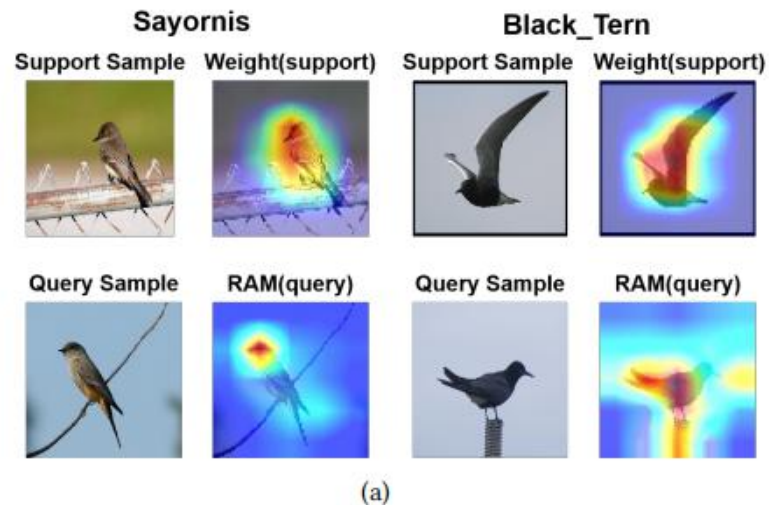 Sayornis Black_Tern
Support Sample Weight(support) Support Sample Weight(support)
Query Sample RAM(query) Query Sample RAM(query)
(a)